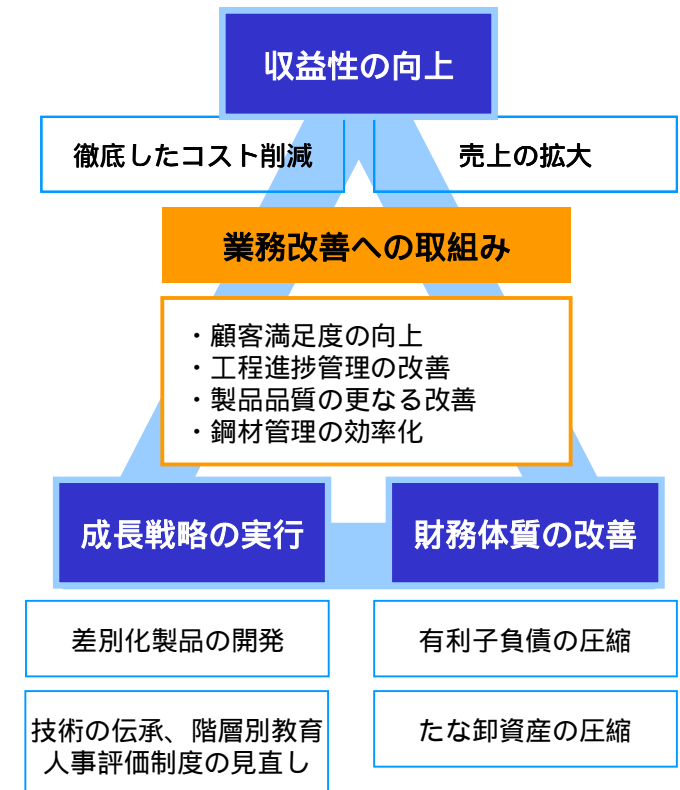 収益性の向上
徹底したコスト削減
売上の拡大
業務改善への取組み
・顧客満足度の向上
・工程進捗管理の改善
・製品品質の更なる改善
・鋼材管理の効率化
成長戦略の実行
財務体質の改善
差別化製品の開発
有利子負債の圧縮
技術の伝承、階層別教育
人事評価制度の見直し
たな卸資産の圧縮